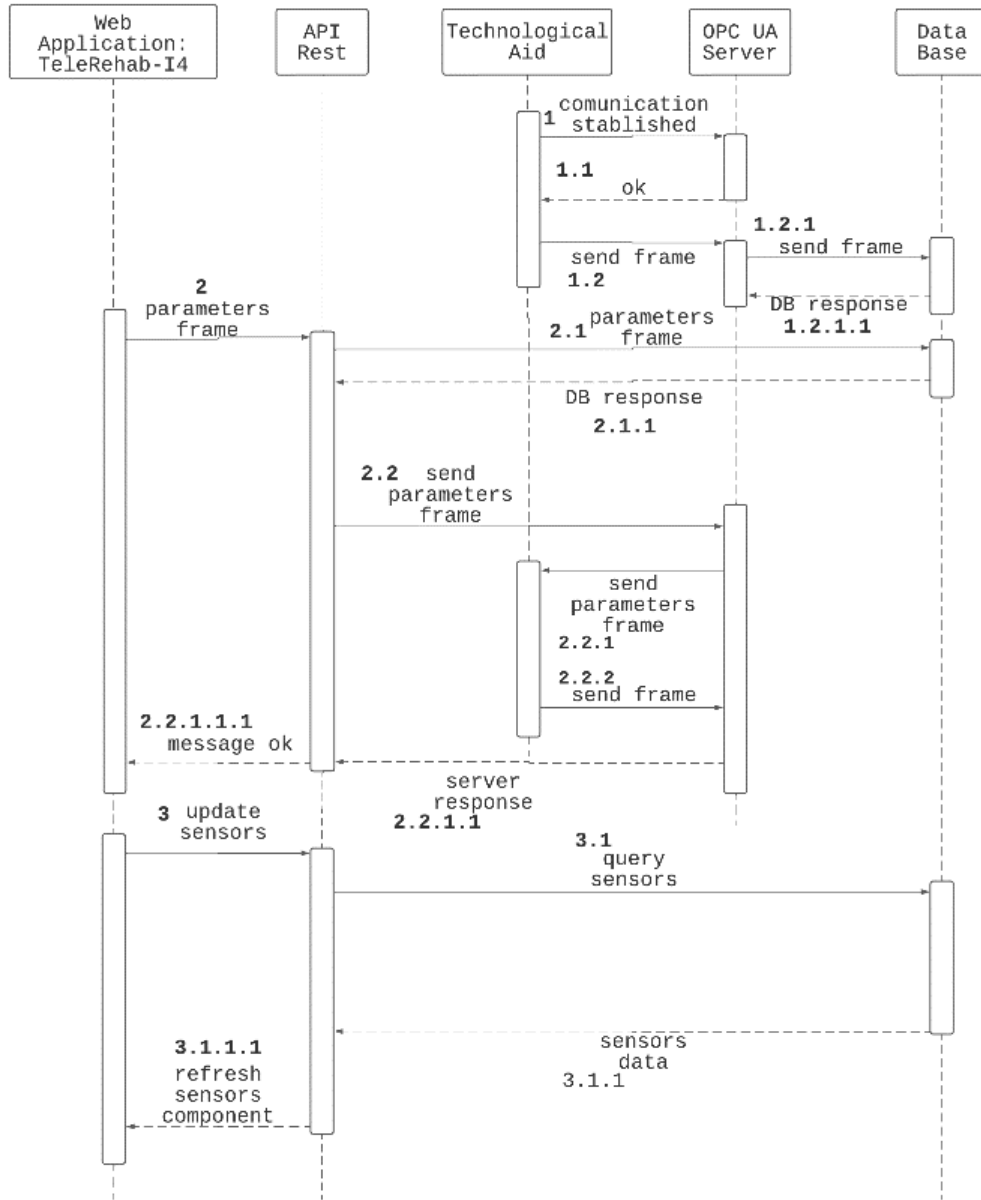 Web
Application:
TeleRehab-I4
API
Rest
Technological
Aid
OPC UA
Server
Data
Base
1
comunication
stablished
1.1
ok
1.2.1
send frame
send frame
1.2
DB response
1.2.1.1
2
parameters
frame
2.1
parameters
frame
DB response
2.1.1
2.2 send
parameters
frame
send
parameters
frame
2.2.1
2.2.2
send frame
2.2.1.1.1
message ok
server
response
2.2.1.1
3 update
sensors
3.1
query
sensors
sensors
data
3.1.1
3.1.1.1
refresh
sensors
component